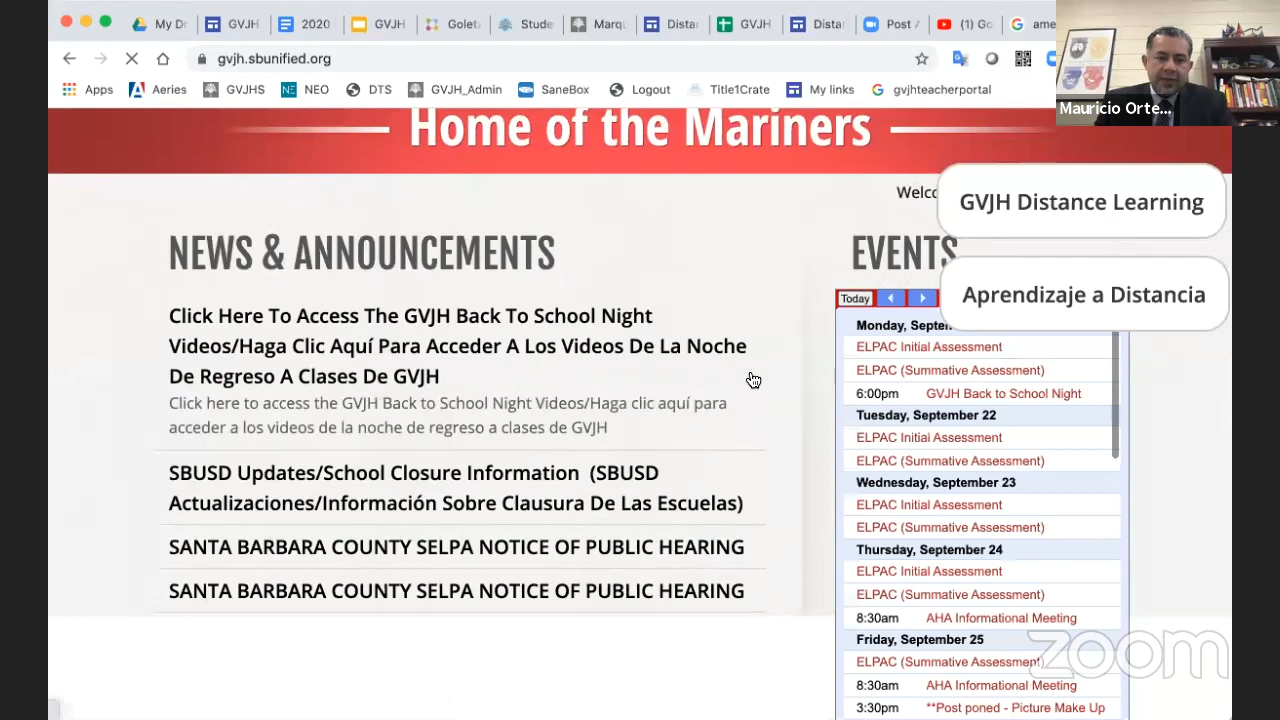 My Dr
GVJH
2020
GVJH
Goleta
Stude
Marqu
Distar
GVJH
Distar
Post A
(1) Go
ame
gvjh.sbunified.org
Apps
Aeries
GVJHS
NEO
DTS
GVJH_Admin
SaneBox
Logout
Title1Crate
My links
gvjhteacherportal
Mauricio Orte...
Home of the Mariners
Welco
GVJH Distance Learning
Aprendizaje a Distancia
NEWS & ANNOUNCEMENTS
Click Here To Access The GVJH Back To School Night
Videos/Haga Clic Aquí Para Acceder A Los Videos De La Noche
De Regreso A Clases De GVJH
Click here to access the GVJH Back to School Night Videos/Haga clic aquí para
acceder a los videos de la noche de regreso a clases de GVJH
SBUSD Updates/School Closure Information (SBUSD
Actualizaciones/Información Sobre Clausura De Las Escuelas)
SANTA BARBARA COUNTY SELPA NOTICE OF PUBLIC HEARING
SANTA BARBARA COUNTY SELPA NOTICE OF PUBLIC HEARING
EVENTS
Today
Monday, Septem
ELPAC Initial Assessment
ELPAC (Summative Assessment)
6:00pm GVJH Back to School Night
Tuesday, September 22
ELPAC Initial Assessment
ELPAC (Summative Assessment)
Wednesday, September 23
ELPAC Initial Assessment
ELPAC (Summative Assessment)
Thursday, September 24
ELPAC Initial Assessment
ELPAC (Summative Assessment)
8:30am AHA Informational Meeting
Friday, September 25
ELPAC (Summative Assessment)
8:30am AHA Informational Meeting
3:30pm **Post poned - Picture Make Up
zoom